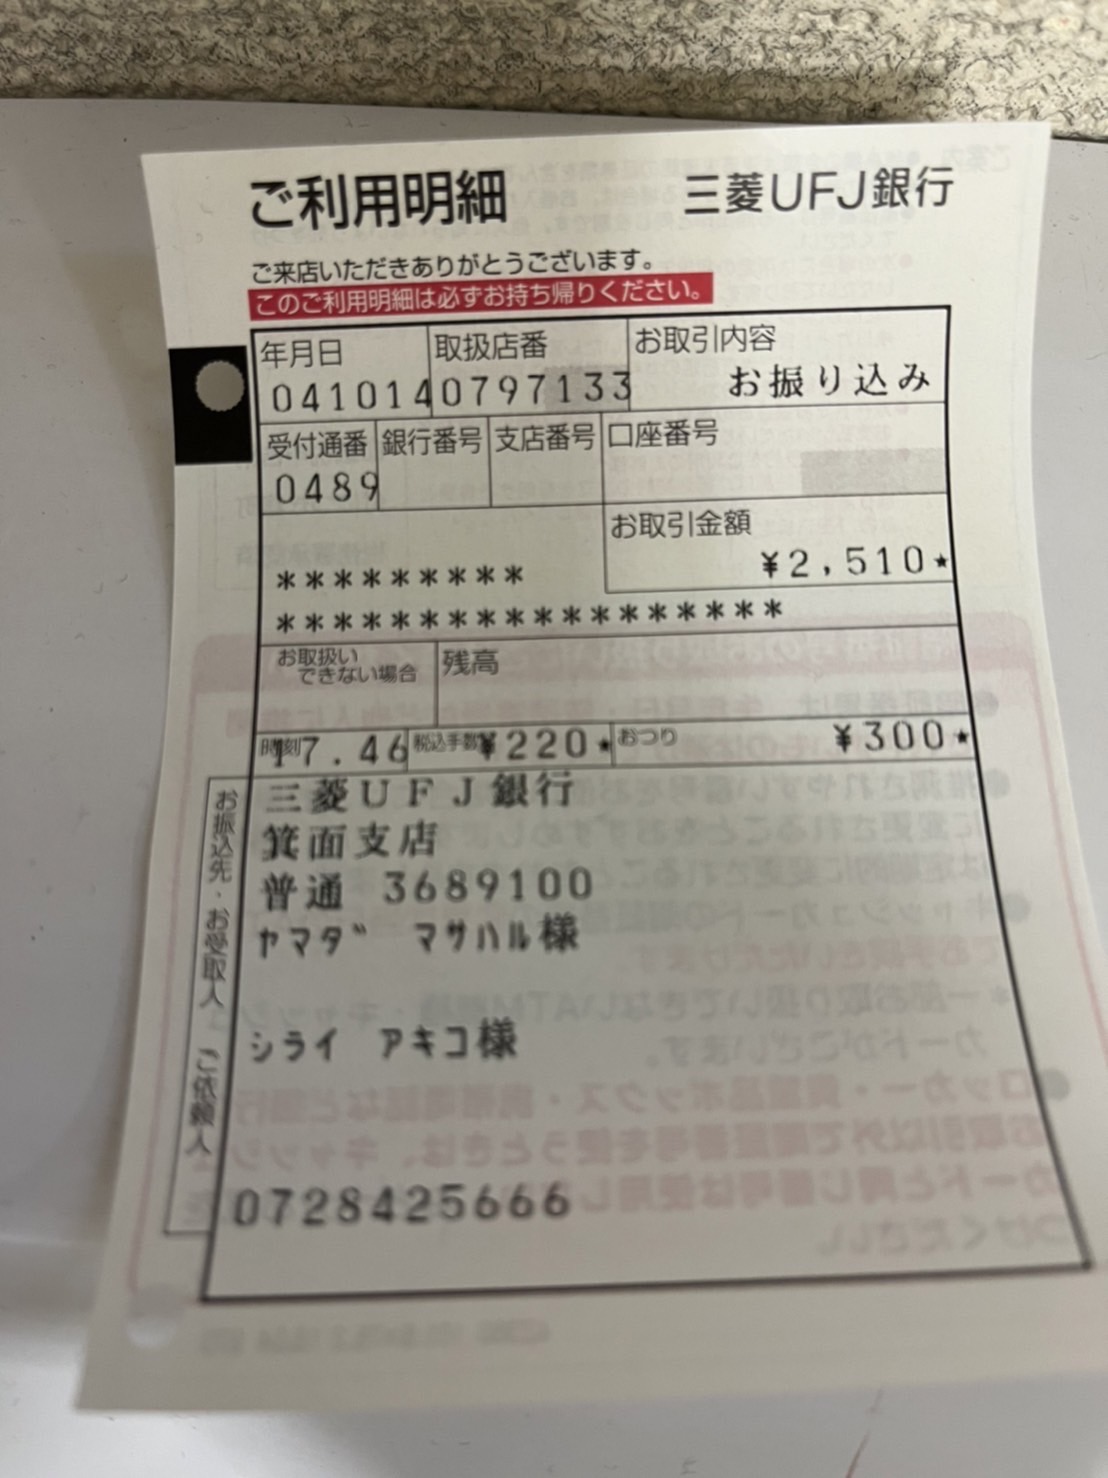 ご利用明細 三菱UFJ銀行
ご来店いただきありがとうございます。
このご利用明細は必ずお持ち帰りください。
年月日 取扱店番 お取引内容
041014 0797133 お振り込み
受付通番 銀行番号 支店番号 口座番号
0489
お取引金額
¥2,510★
*********
******************
お取扱いできない場合 残高
時刻 17.46 税込手数 ¥220★ おつり ¥300★
お振込先・お受取人 ご依頼人
三菱UFJ銀行
箕面支店
普通 3689100
ヤマダ マサハル様
シライ アキコ様
0728425666